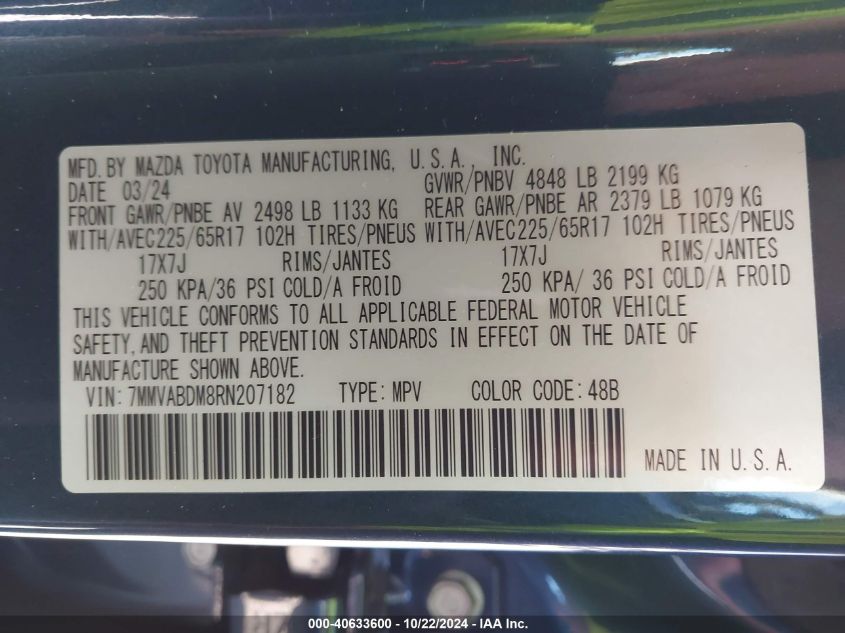 MFD. BY MAZDA TOYOTA MANUFACTURING, U.S.A., INC.
DATE 03/24 GVWR/PNBV 4848 LB 2199 KG
FRONT GAWR/PNBE AV 2498 LB 1133 KG REAR GAWR/PNBE AR 2379 LB 1079 KG
WITH/AVEC225/65R17 102H TIRES/PNEUS WITH/AVEC225/65R17 102H TIRES/PNEUS
17X7J RIMS/JANTES 17X7J RIMS/JANTES
250 KPA/36 PSI COLD/A FROID 250 KPA/ 36 PSI COLD/A FROID
THIS VEHICLE CONFORMS TO ALL APPLICABLE FEDERAL MOTOR VEHICLE
SAFETY, AND THEFT PREVENTION STANDARDS IN EFFECT ON THE DATE OF
MANUFACTURE SHOWN ABOVE.
VIN: 7MMVABDM8RN207182 TYPE: MPV COLOR CODE: 48B
MADE IN U.S.A.
000-40633600 - 10/22/2024 - IAA Inc.